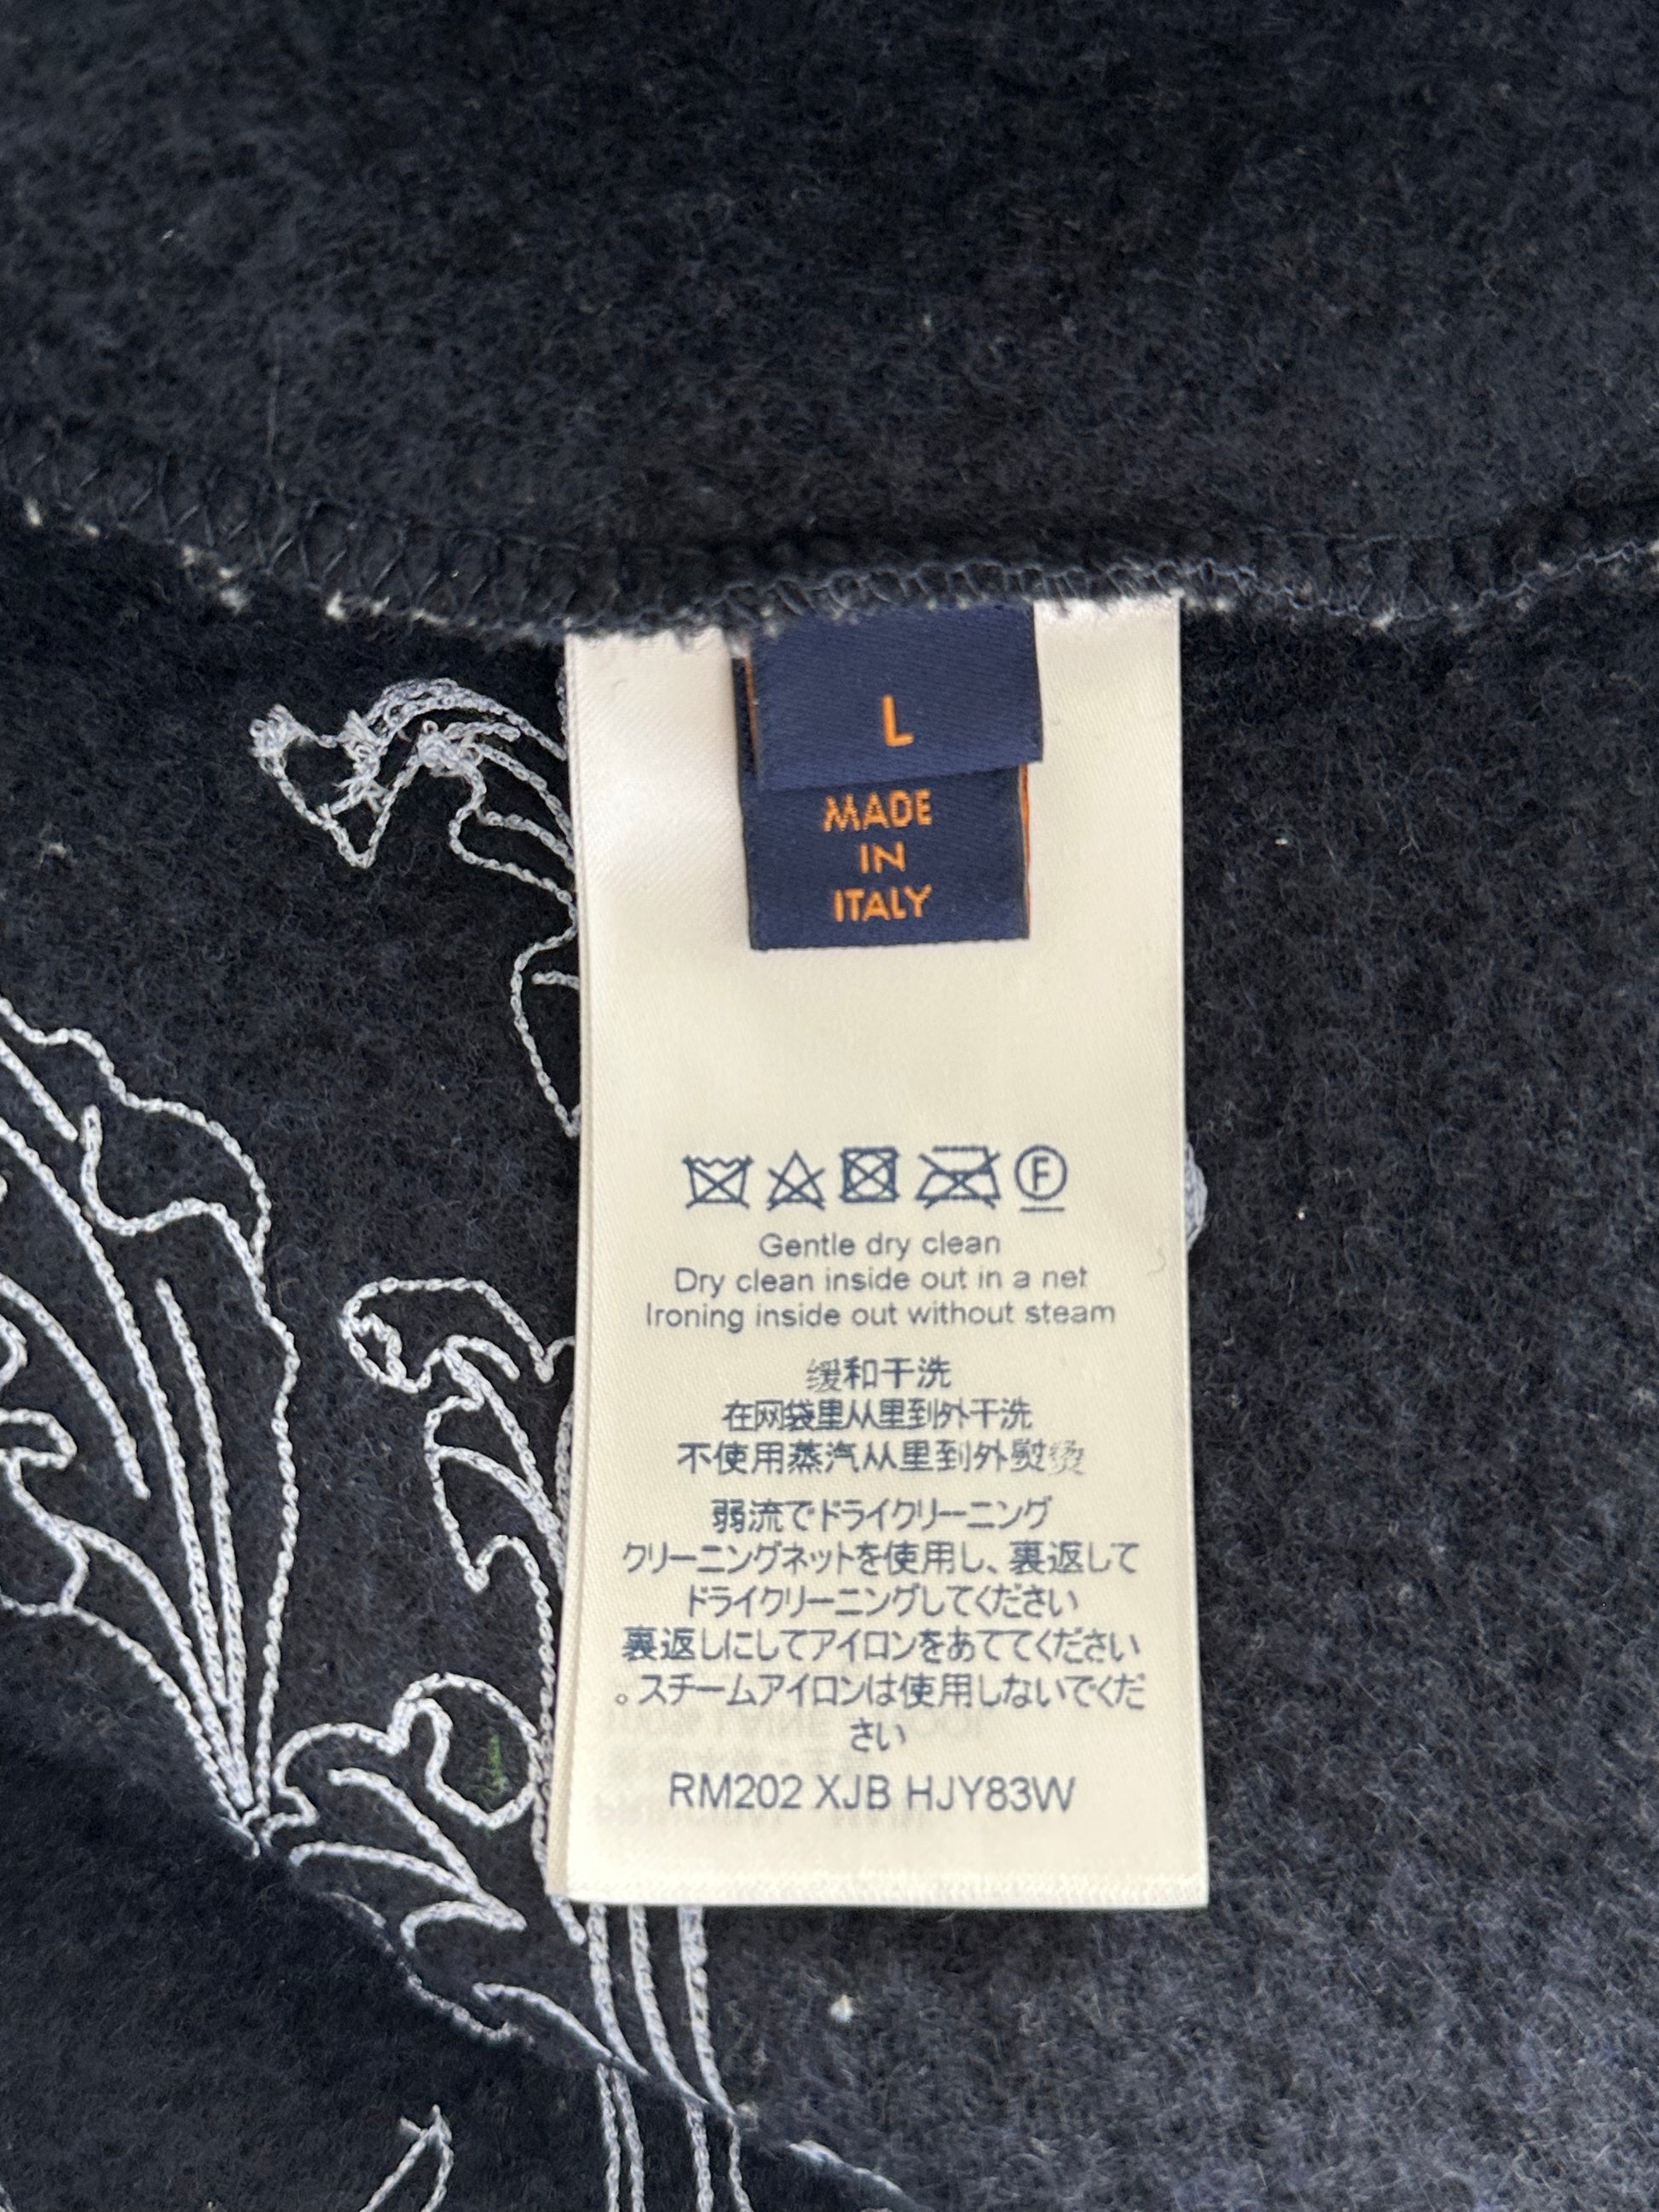 L
MADE
IN
ITALY
F
Gentle dry clean
Dry clean inside out in a net
Ironing inside out without steam
缓和干洗
在网袋里从里到外干洗
不使用蒸汽从里到外熨烫
弱流でドライクリーニング
クリーニングネットを使用し、裏返して
ドライクリーニングしてください
裏返しにしてアイロンをあててください
。スチームアイロンは使用しないでくだ
さい
RM202 XJB HJY83W